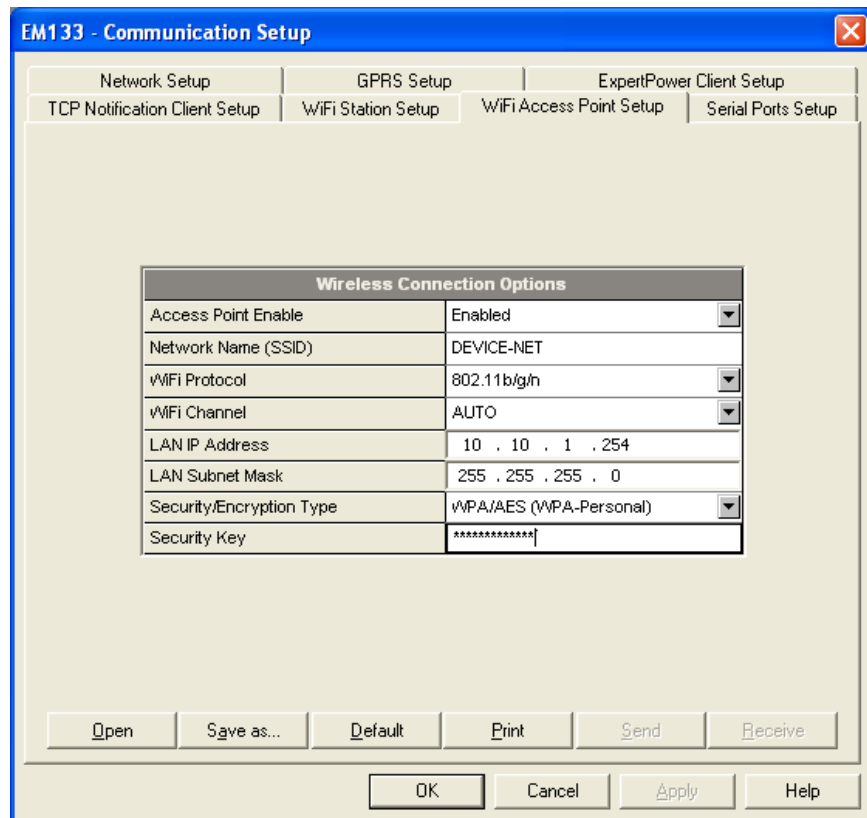 EM133 - Communication Setup
Network Setup GPRS Setup ExpertPower Client Setup
TCP Notification Client Setup WiFi Station Setup WiFi Access Point Setup Serial Ports Setup
Wireless Connection Options
Access Point Enable Enabled
Network Name (SSID) DEVICE-NET
WiFi Protocol 802.11b/g/n
WiFi Channel AUTO
LAN IP Address 10 . 10 . 1 . 254
LAN Subnet Mask 255 . 255 . 255 . 0
Security/Encryption Type WPA/AES (WPA-Personal)
Security Key *************
Open Save as... Default Print Send Receive
OK Cancel Apply Help